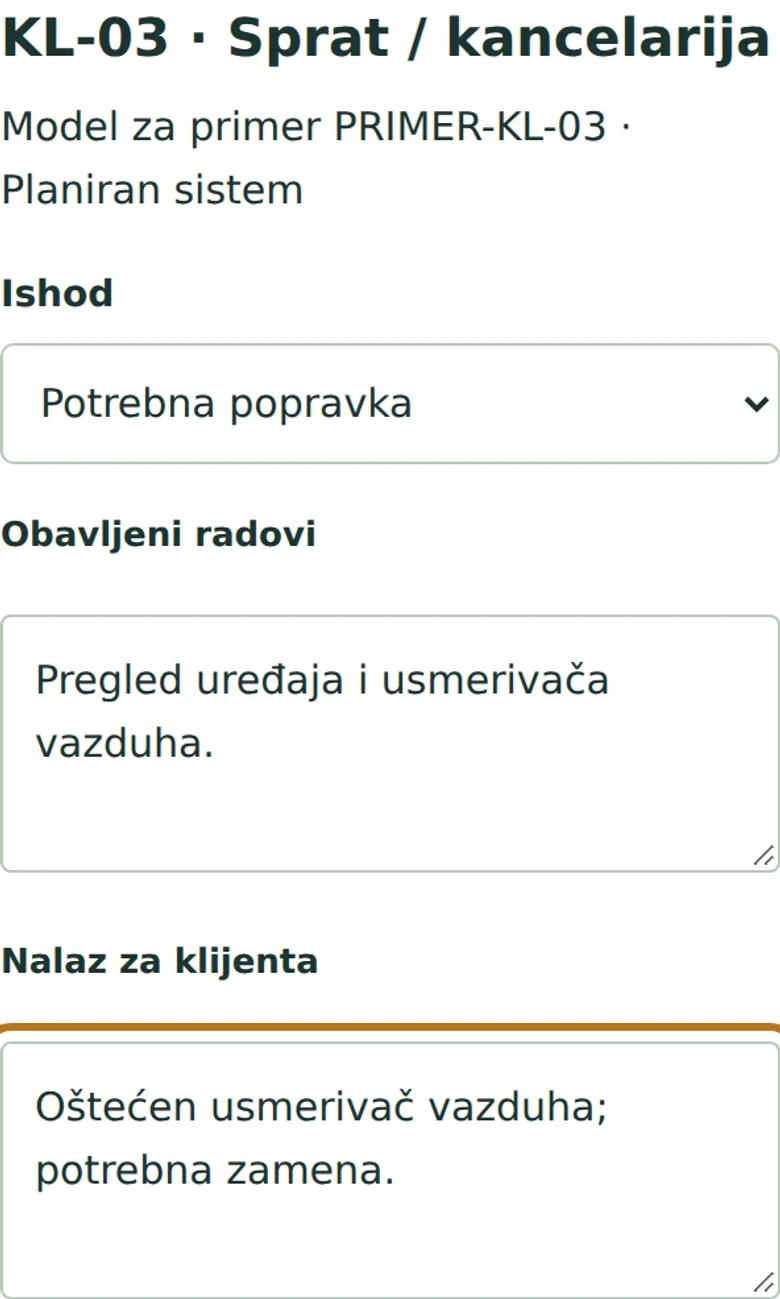 KL-03 · Sprat / kancelarija
Model za primer PRIMER-KL-03 ·
Planiran sistem
Ishod
Potrebna popravka
Obavljeni radovi
Pregled uređaja i usmerivača
vazduha.
Nalaz za klijenta
Oštećen usmerivač vazduha;
potrebna zamena.